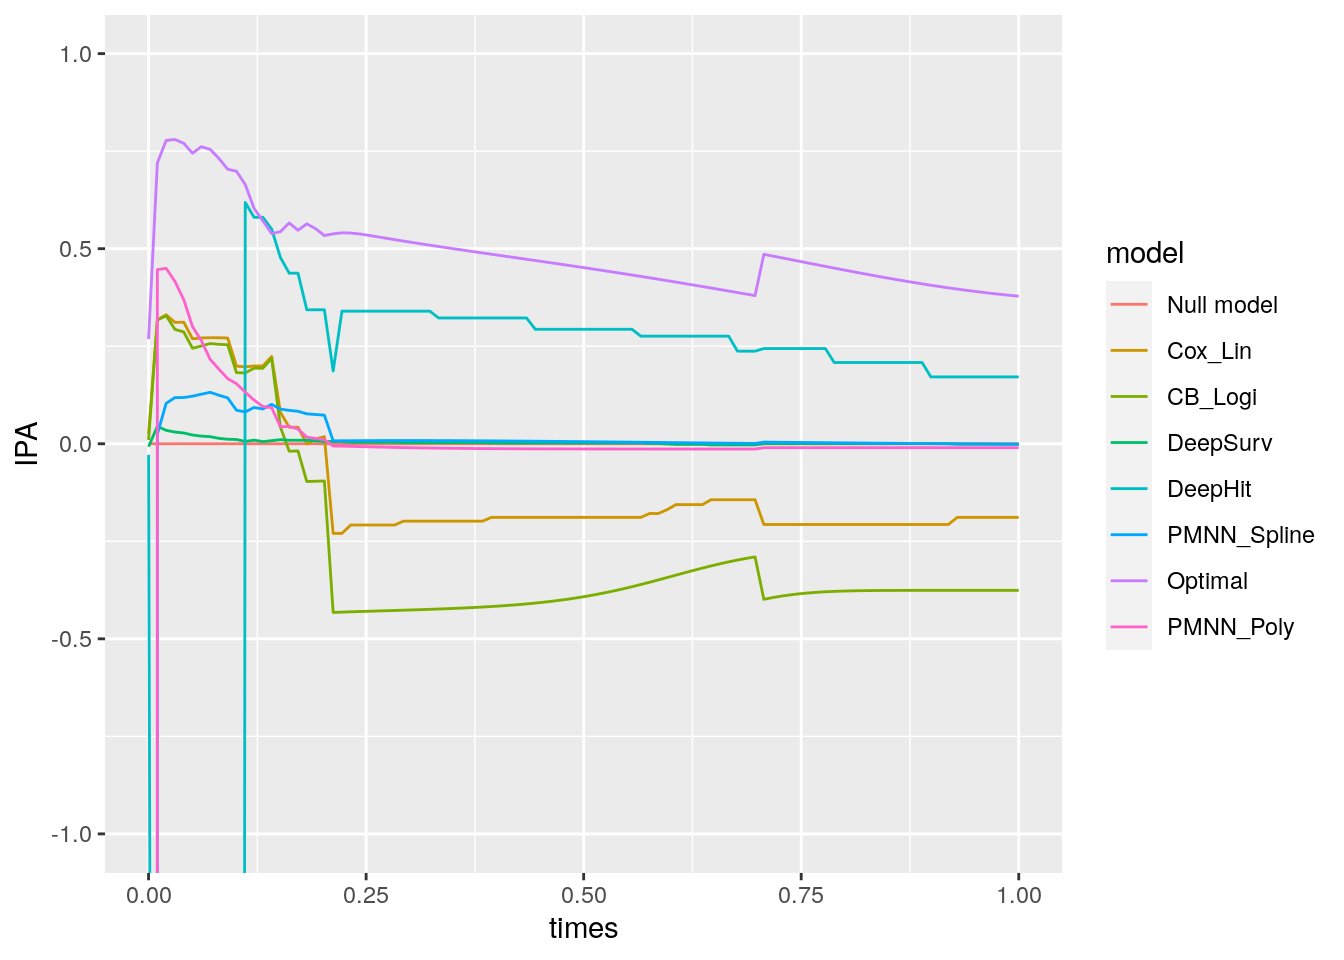 1.0
0.5
0.0
-0.5
-1.0
IPA
0.00
0.25
0.50
0.75
1.00
times
model
Null model
Cox_Lin
CB_Logi
DeepSurv
DeepHit
PMNN_Spline
Optimal
PMNN_Poly